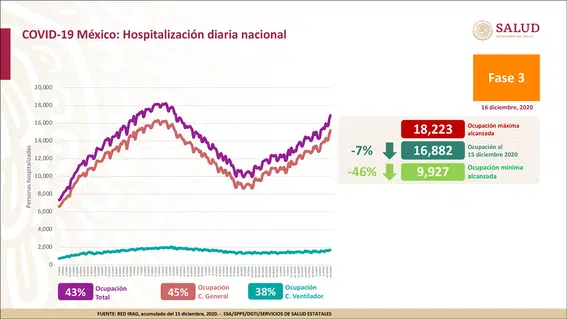 COVID-19 México: Hospitalización diaria nacional
SALUD
SECRETARÍA DE SALUD
Fase 3
16 diciembre, 2020
20,000
18,000
16,000
14,000
12,000
10,000
8,000
6,000
4,000
2,000
0
Personas Hospitalizadas
18,223
Ocupación máxima
alcanzada
-7%
16,882
Ocupación al
15 diciembre 2020
-46%
9,927
Ocupación mínima
alcanzada
43%
Ocupación
Total
45%
Ocupación
C. General
38%
Ocupación
C. Ventilador
FUENTE: RED IRAG, acumulado del 15 diciembre, 2020. - SSA/SPPS/DGTI/SERVICIOS DE SALUD ESTATALES